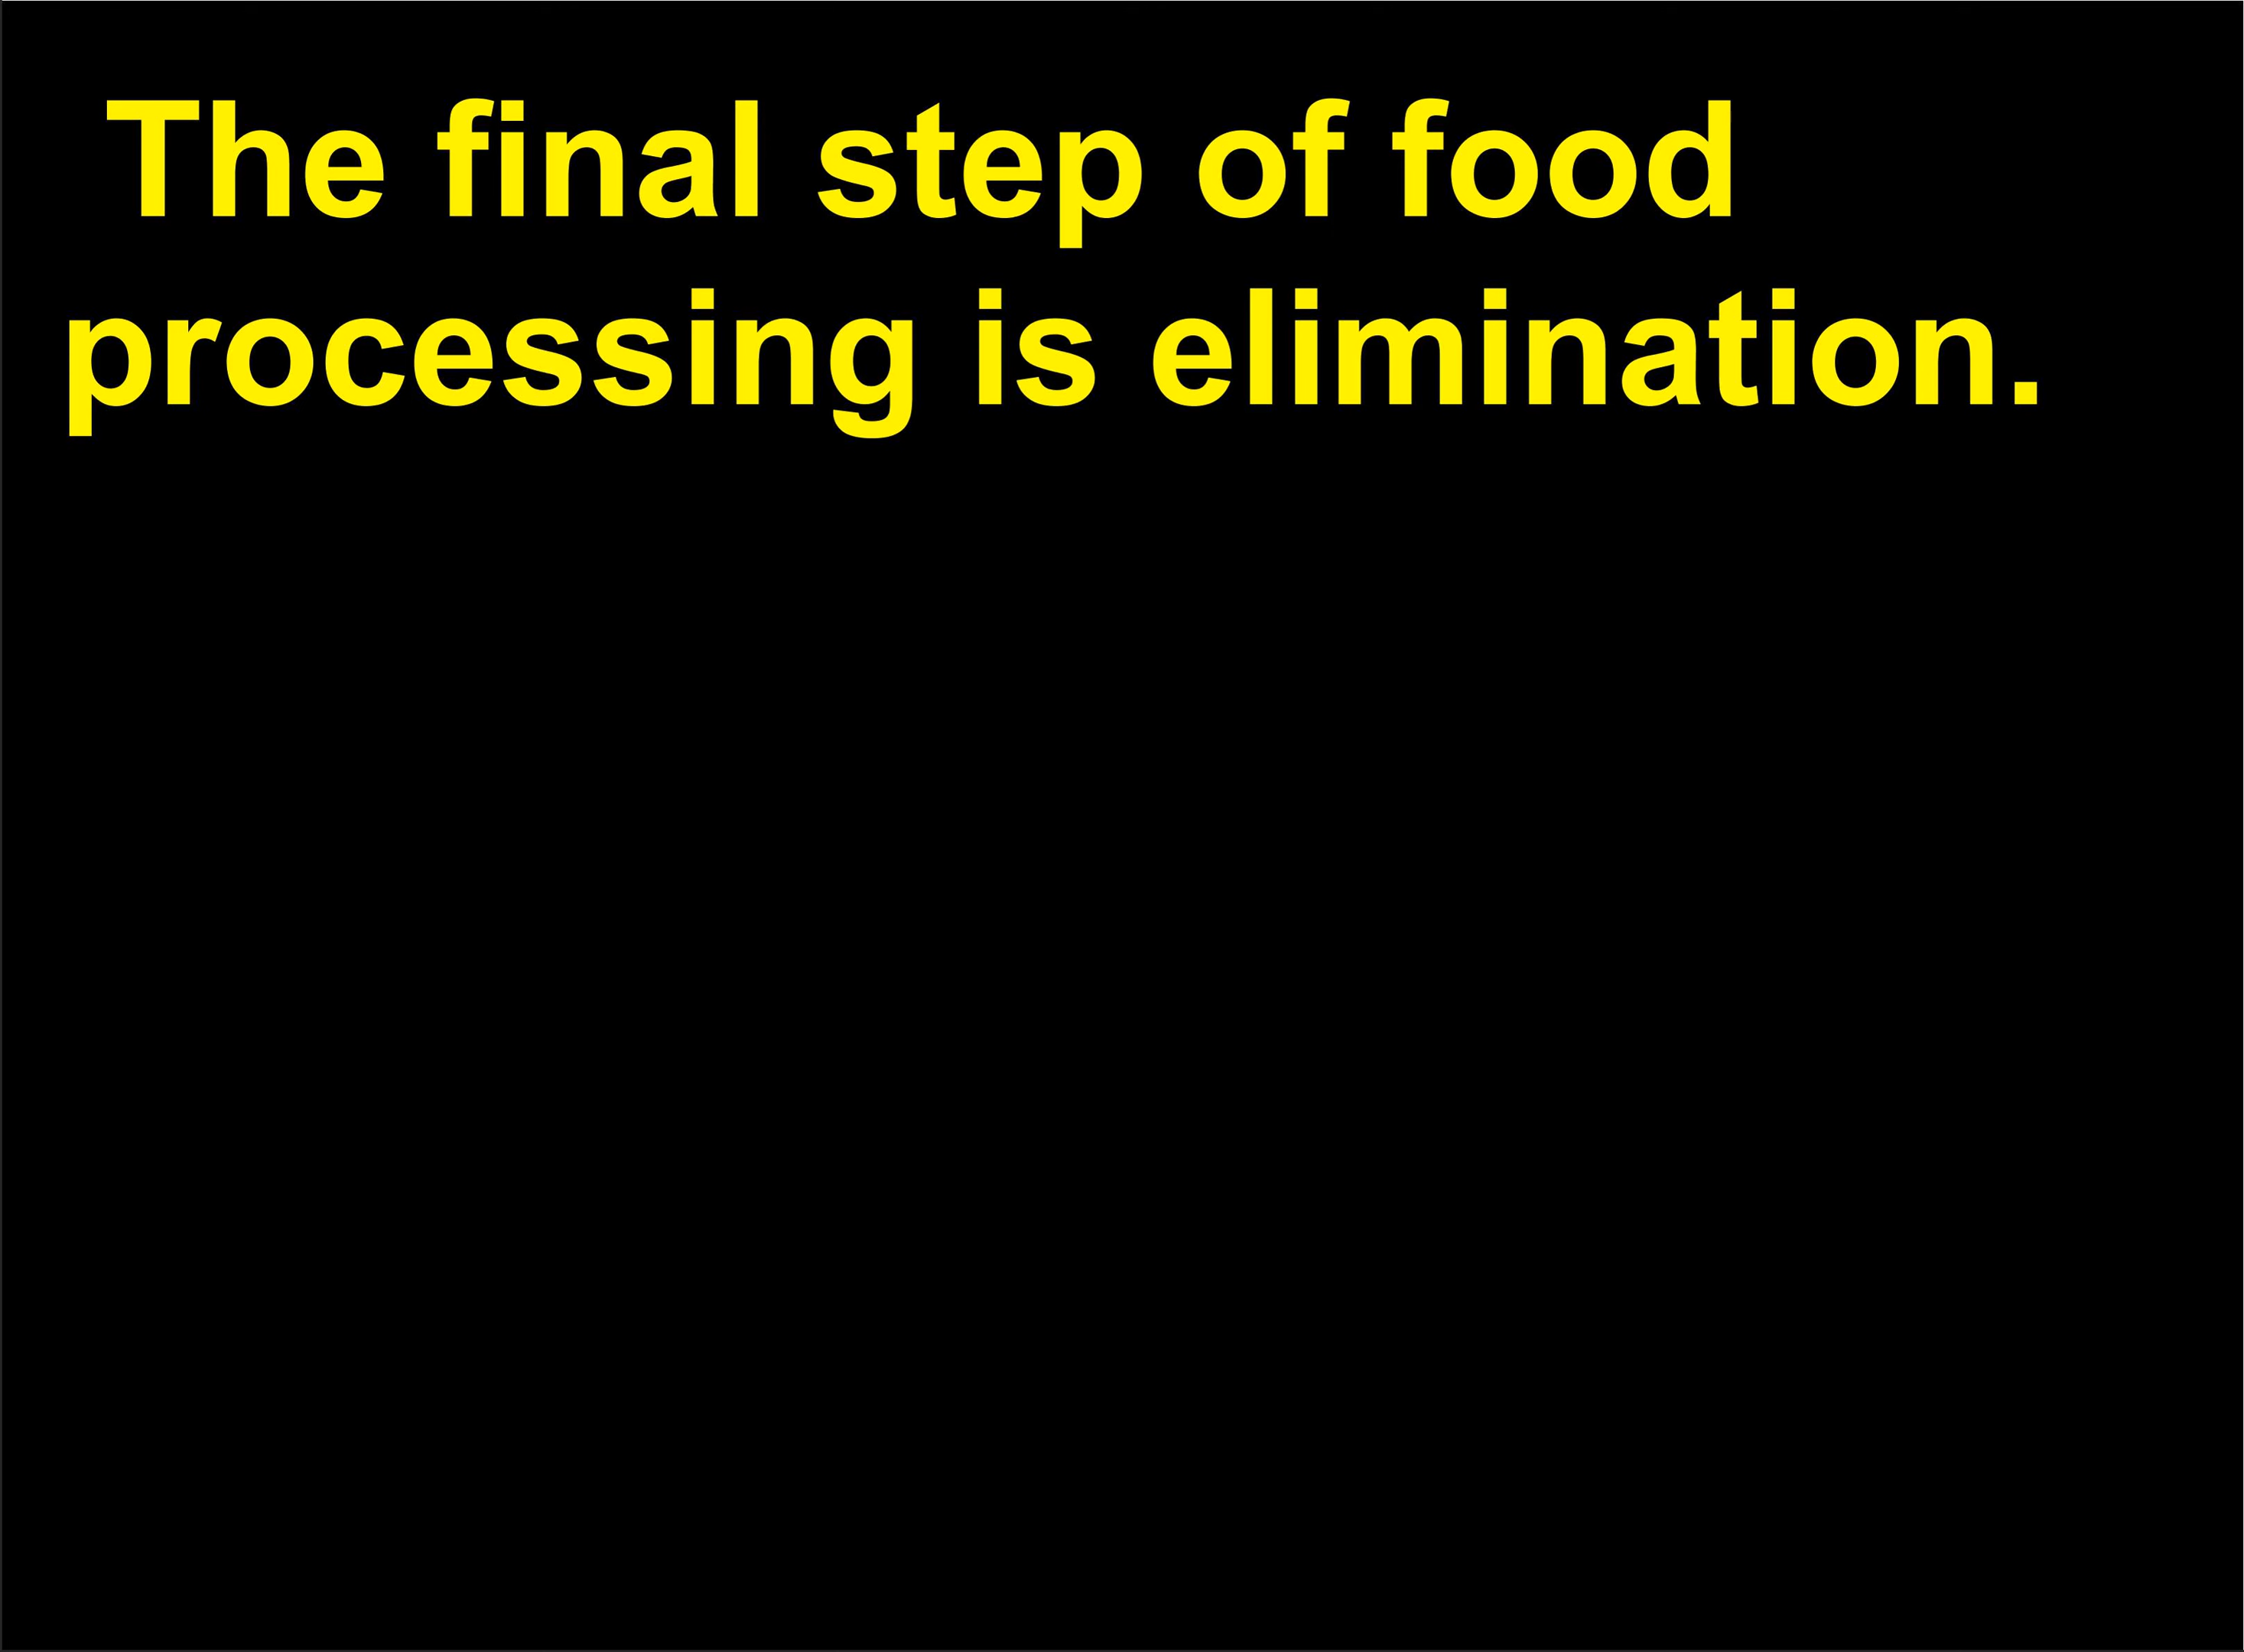 The final step of food
processing is elimination.